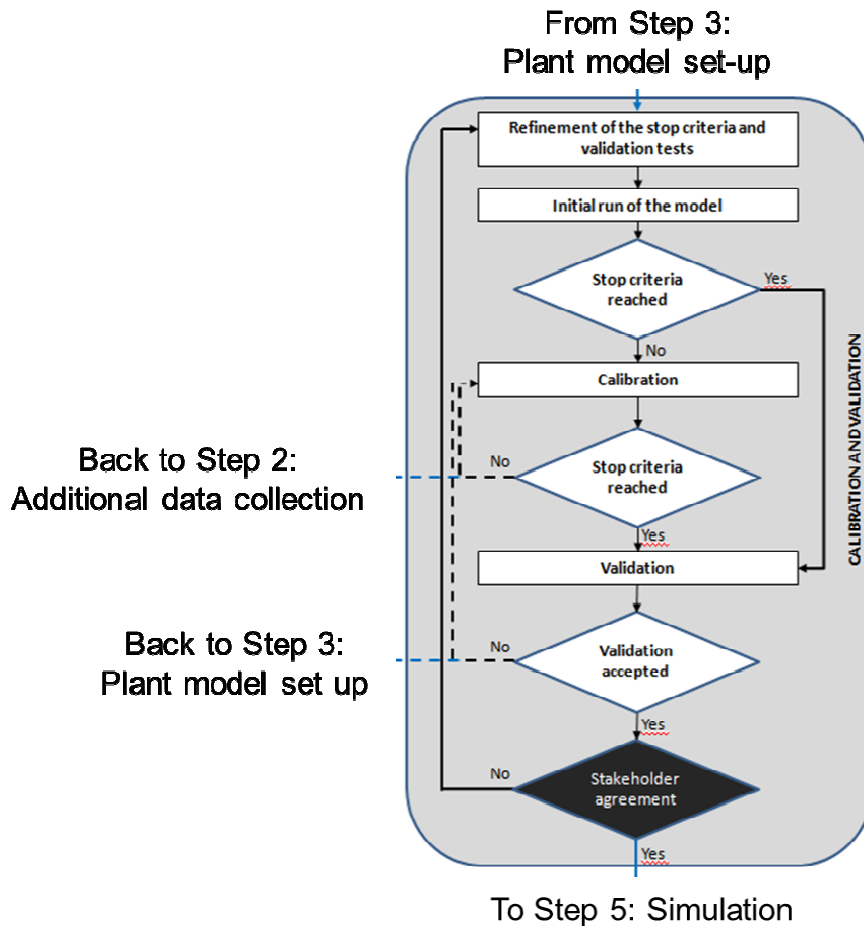 From Step 3:
Plant model set-up
Refinement of the stop criteria and
validation tests
Initial run of the model
Stop criteria
reached
Yes
No
Calibration
Back to Step 2:
Additional data collection
No
Stop criteria
reached
Yes
Validation
Back to Step 3:
Plant model set up
No
Validation
accepted
Yes
No
Stakeholder
agreement
Yes
CALIBRATION AND VALIDATION
To Step 5: Simulation